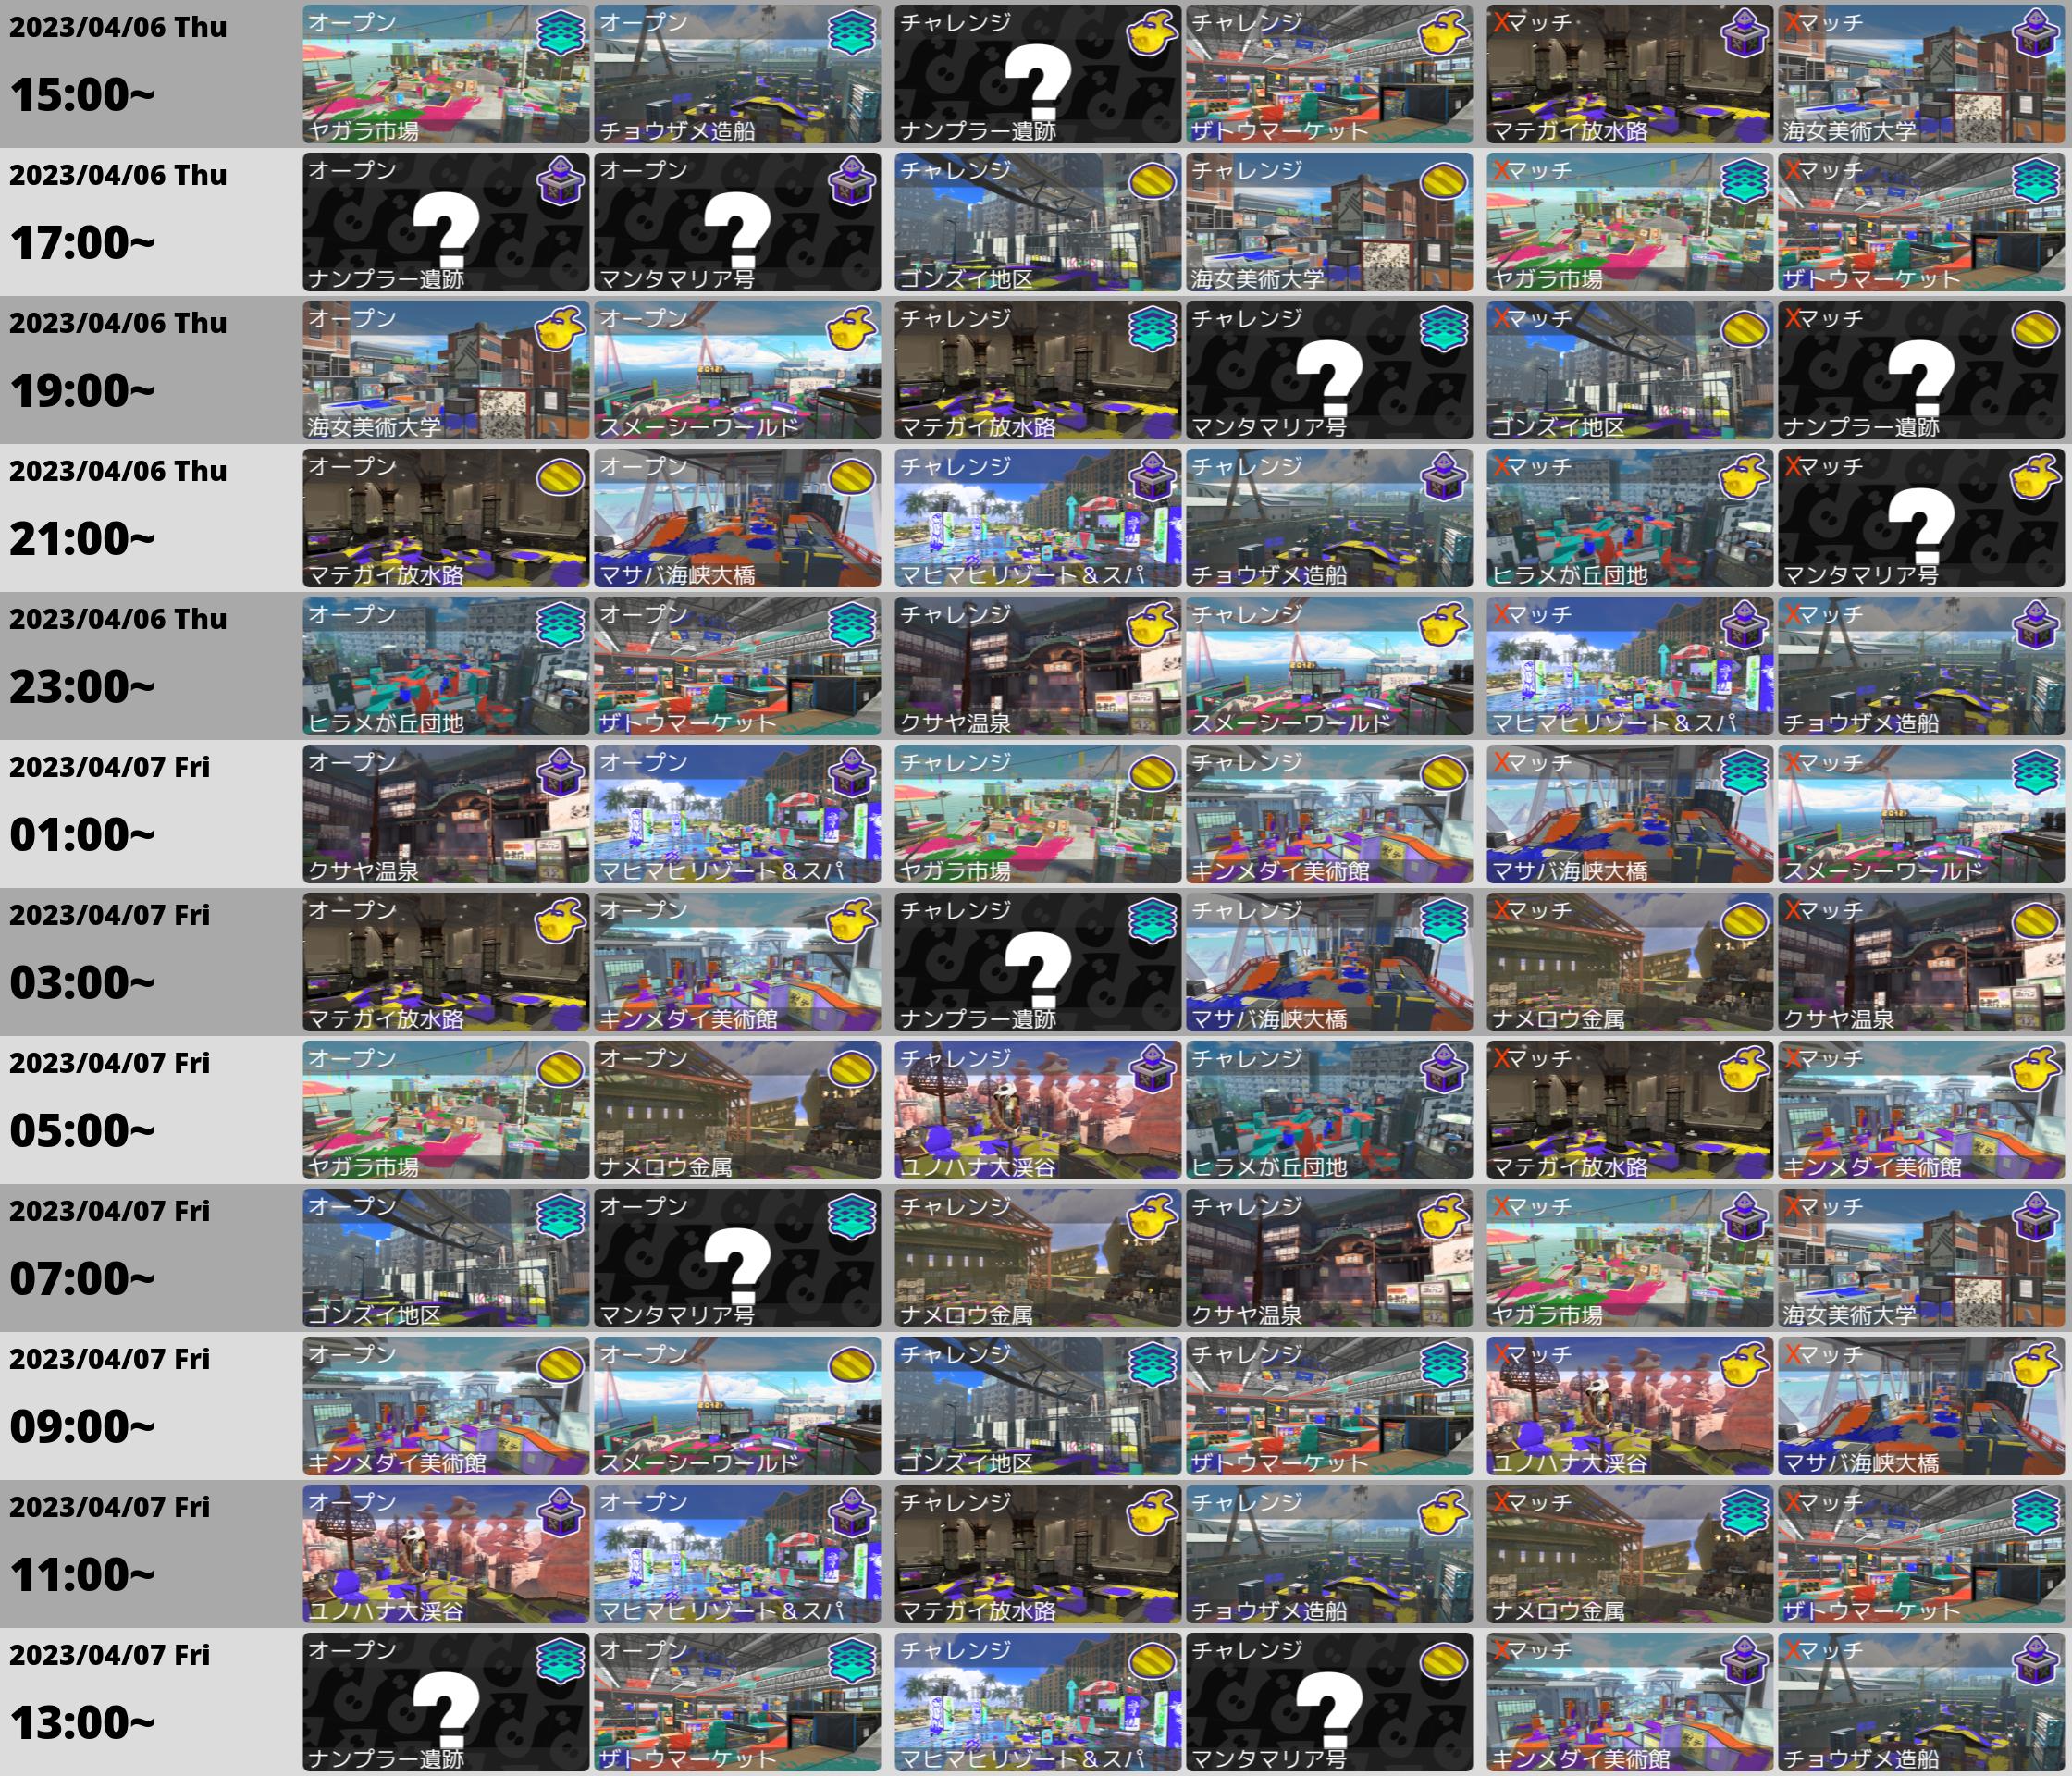 2023/04/06 Thu
15:00~
オープン
ヤガラ市場
オープン
チョウザメ造船
チャレンジ
ナンプラー遺跡
チャレンジ
ザトウマーケット
Xマッチ
マテガイ放水路
Xマッチ
海女美術大学
2023/04/06 Thu
17:00~
オープン
ナンプラー遺跡
オープン
マンタマリア号
チャレンジ
ゴンズイ地区
チャレンジ
海女美術大学
Xマッチ
ヤガラ市場
Xマッチ
ザトウマーケット
2023/04/06 Thu
19:00~
オープン
海女美術大学
オープン
スメーシーワールド
チャレンジ
マテガイ放水路
チャレンジ
マンタマリア号
Xマッチ
ゴンズイ地区
Xマッチ
ナンプラー遺跡
2023/04/06 Thu
21:00~
オープン
マテガイ放水路
オープン
マサバ海峡大橋
チャレンジ
マヒマヒリゾート＆スパ
チャレンジ
チョウザメ造船
Xマッチ
ヒラメが丘団地
Xマッチ
マンタマリア号
2023/04/06 Thu
23:00~
オープン
ヒラメが丘団地
オープン
ザトウマーケット
チャレンジ
クサヤ温泉
チャレンジ
スメーシーワールド
Xマッチ
マヒマヒリゾート＆スパ
Xマッチ
チョウザメ造船
2023/04/07 Fri
01:00~
オープン
クサヤ温泉
オープン
マヒマヒリゾート＆スパ
チャレンジ
ヤガラ市場
チャレンジ
キンメダイ美術館
Xマッチ
マサバ海峡大橋
Xマッチ
スメーシーワールド
2023/04/07 Fri
03:00~
オープン
マテガイ放水路
オープン
キンメダイ美術館
チャレンジ
ナンプラー遺跡
チャレンジ
マサバ海峡大橋
Xマッチ
ナメロウ金属
Xマッチ
クサヤ温泉
2023/04/07 Fri
05:00~
オープン
ヤガラ市場
オープン
ナメロウ金属
チャレンジ
ユノハナ大渓谷
チャレンジ
ヒラメが丘団地
Xマッチ
マテガイ放水路
Xマッチ
キンメダイ美術館
2023/04/07 Fri
07:00~
オープン
ゴンズイ地区
オープン
マンタマリア号
チャレンジ
ナメロウ金属
チャレンジ
クサヤ温泉
Xマッチ
ヤガラ市場
Xマッチ
海女美術大学
2023/04/07 Fri
09:00~
オープン
キンメダイ美術館
オープン
スメーシーワールド
チャレンジ
ゴンズイ地区
チャレンジ
ザトウマーケット
Xマッチ
ユノハナ大渓谷
Xマッチ
マサバ海峡大橋
2023/04/07 Fri
11:00~
オープン
ユノハナ大渓谷
オープン
マヒマヒリゾート＆スパ
チャレンジ
マテガイ放水路
チャレンジ
チョウザメ造船
Xマッチ
ナメロウ金属
Xマッチ
ザトウマーケット
2023/04/07 Fri
13:00~
オープン
ナンプラー遺跡
オープン
ザトウマーケット
チャレンジ
マヒマヒリゾート＆スパ
チャレンジ
マンタマリア号
Xマッチ
キンメダイ美術館
Xマッチ
チョウザメ造船